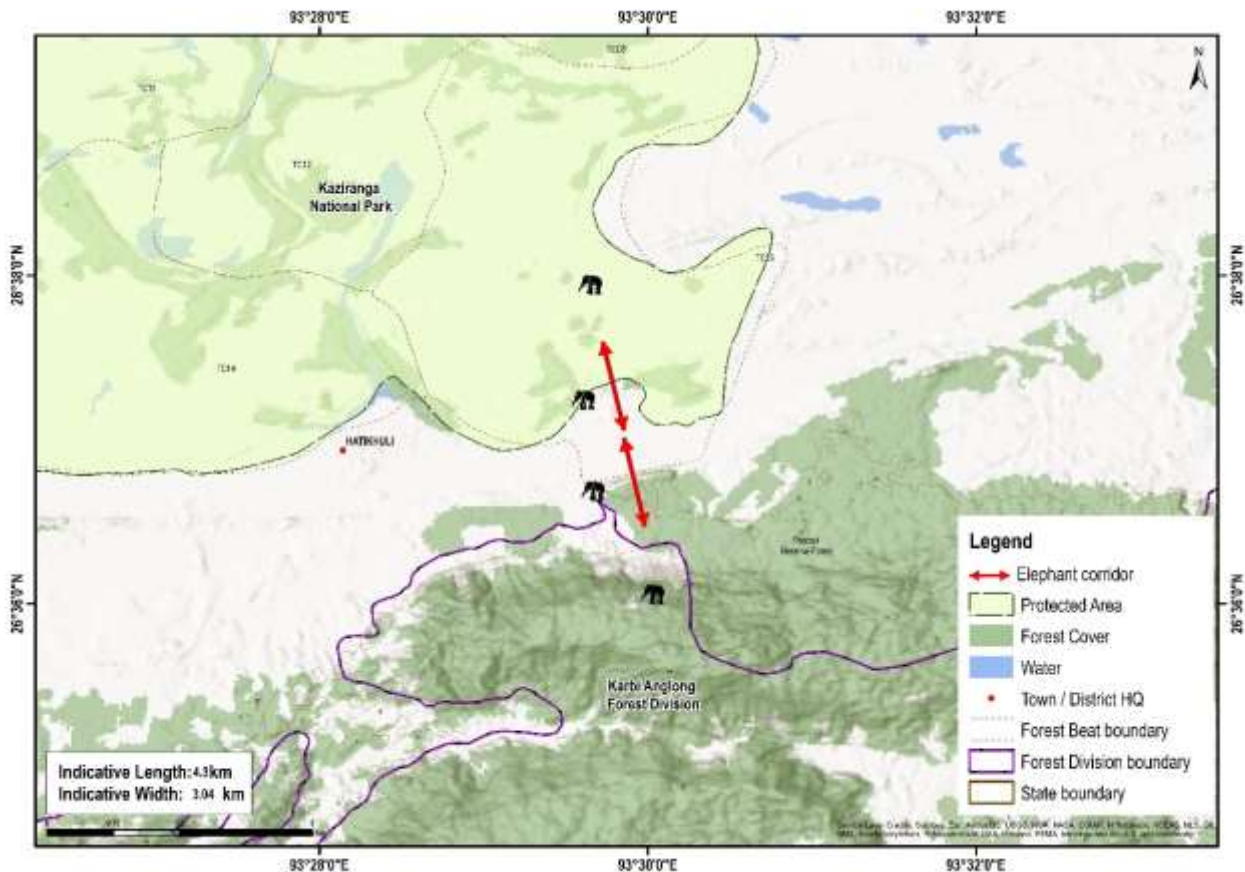 93°28'0"E
93°30'0"E
93°32'0"E
N
Kaziranga
National Park
26°38'0"N
26°38'0"N
HATIKHULI
26°36'0"N
26°36'0"N
Karbi Anglong
Forest Division
Legend
Elephant corridor
Protected Area
Forest Cover
Water
Town / District HQ
Forest Beat boundary
Forest Division boundary
State boundary
Indicative Length: 4.3km
Indicative Width: 3.04 km
93°28'0"E
93°30'0"E
93°32'0"E